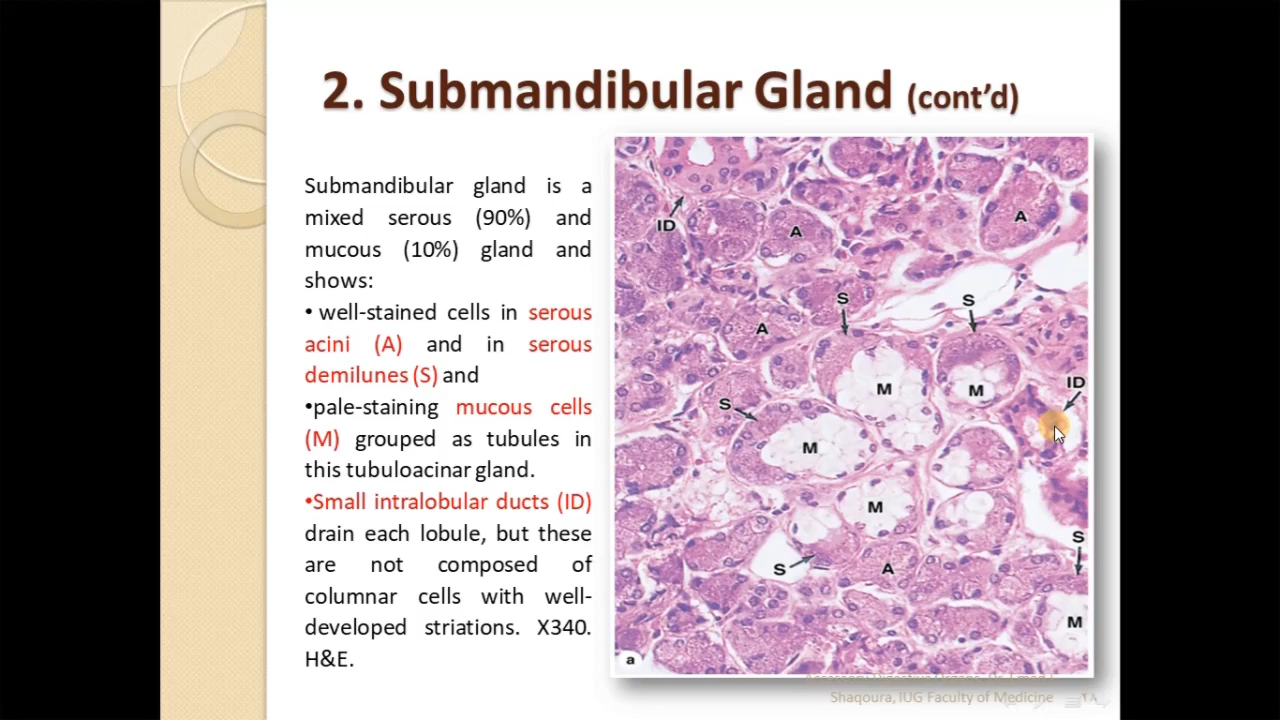 2. Submandibular Gland (cont’d)
Submandibular gland is a
mixed serous (90%) and
mucous (10%) gland and
shows:
• well-stained cells in serous
acini (A) and in serous
demilunes (S) and
•pale-staining mucous cells
(M) grouped as tubules in
this tubuloacinar gland.
•Small intralobular ducts (ID)
drain each lobule, but these
are not composed of
columnar cells with well-
developed striations. X340.
H&E.
ID
A
A
S
S
A
M
M
ID
S
M
M
S
A
S
M
a
Shaqoura, IUG Faculty of Medicine